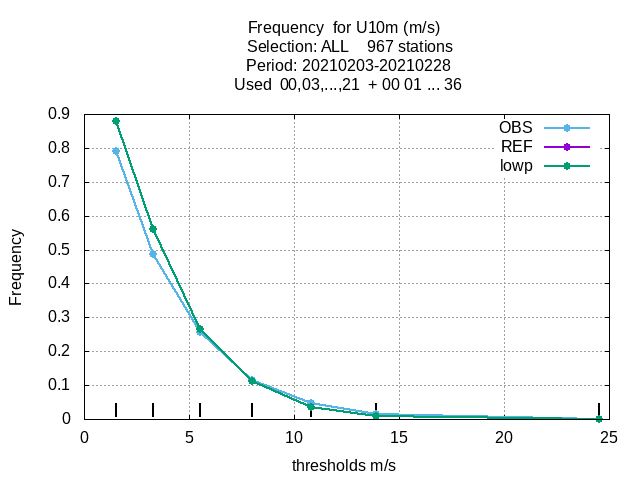 Frequency  for U10m (m/s)
Selection: ALL    967 stations
Period: 20210203-20210228
Used  00,03,...,21  + 00 01 ... 36
OBS
REF
lowp
0.9
0.8
0.7
0.6
0.5
0.4
0.3
0.2
0.1
0
Frequency
0 5 10 15 20 25
thresholds m/s